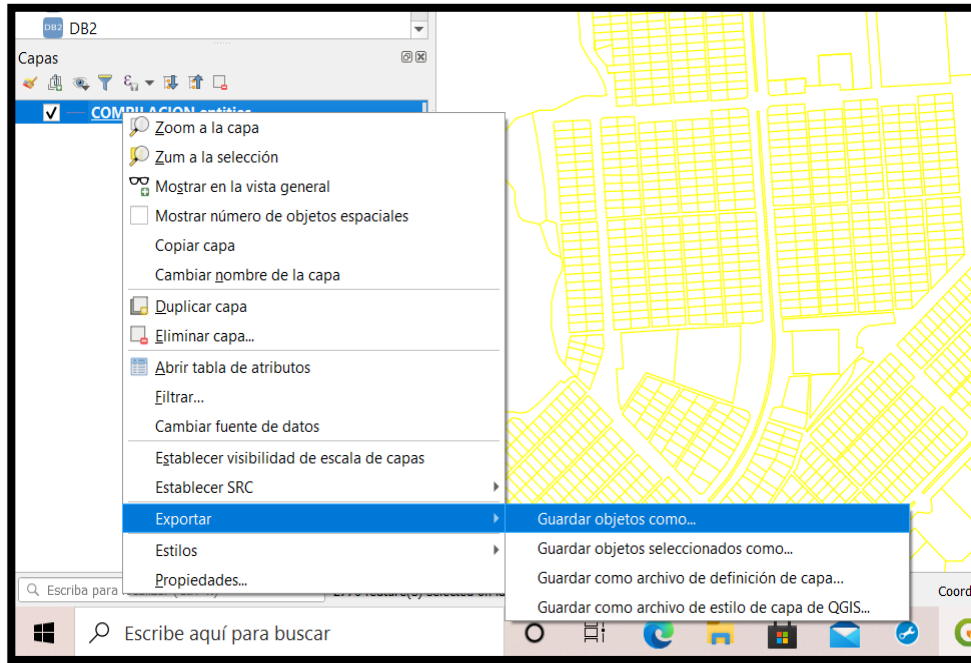 DB2 DB2
Capas
COMPILACION entities
Zoom a la capa
Zum a la selección
Mostrar en la vista general
Mostrar número de objetos espaciales
Copiar capa
Cambiar nombre de la capa
Duplicar capa
Eliminar capa...
Abrir tabla de atributos
Filtrar...
Cambiar fuente de datos
Establecer visibilidad de escala de capas
Establecer SRC
Exportar
Estilos
Propiedades...
Guardar objetos como...
Guardar objetos seleccionados como...
Guardar como archivo de definición de capa...
Guardar como archivo de estilo de capa de QGIS...
Escriba para
Coord
Escribe aquí para buscar